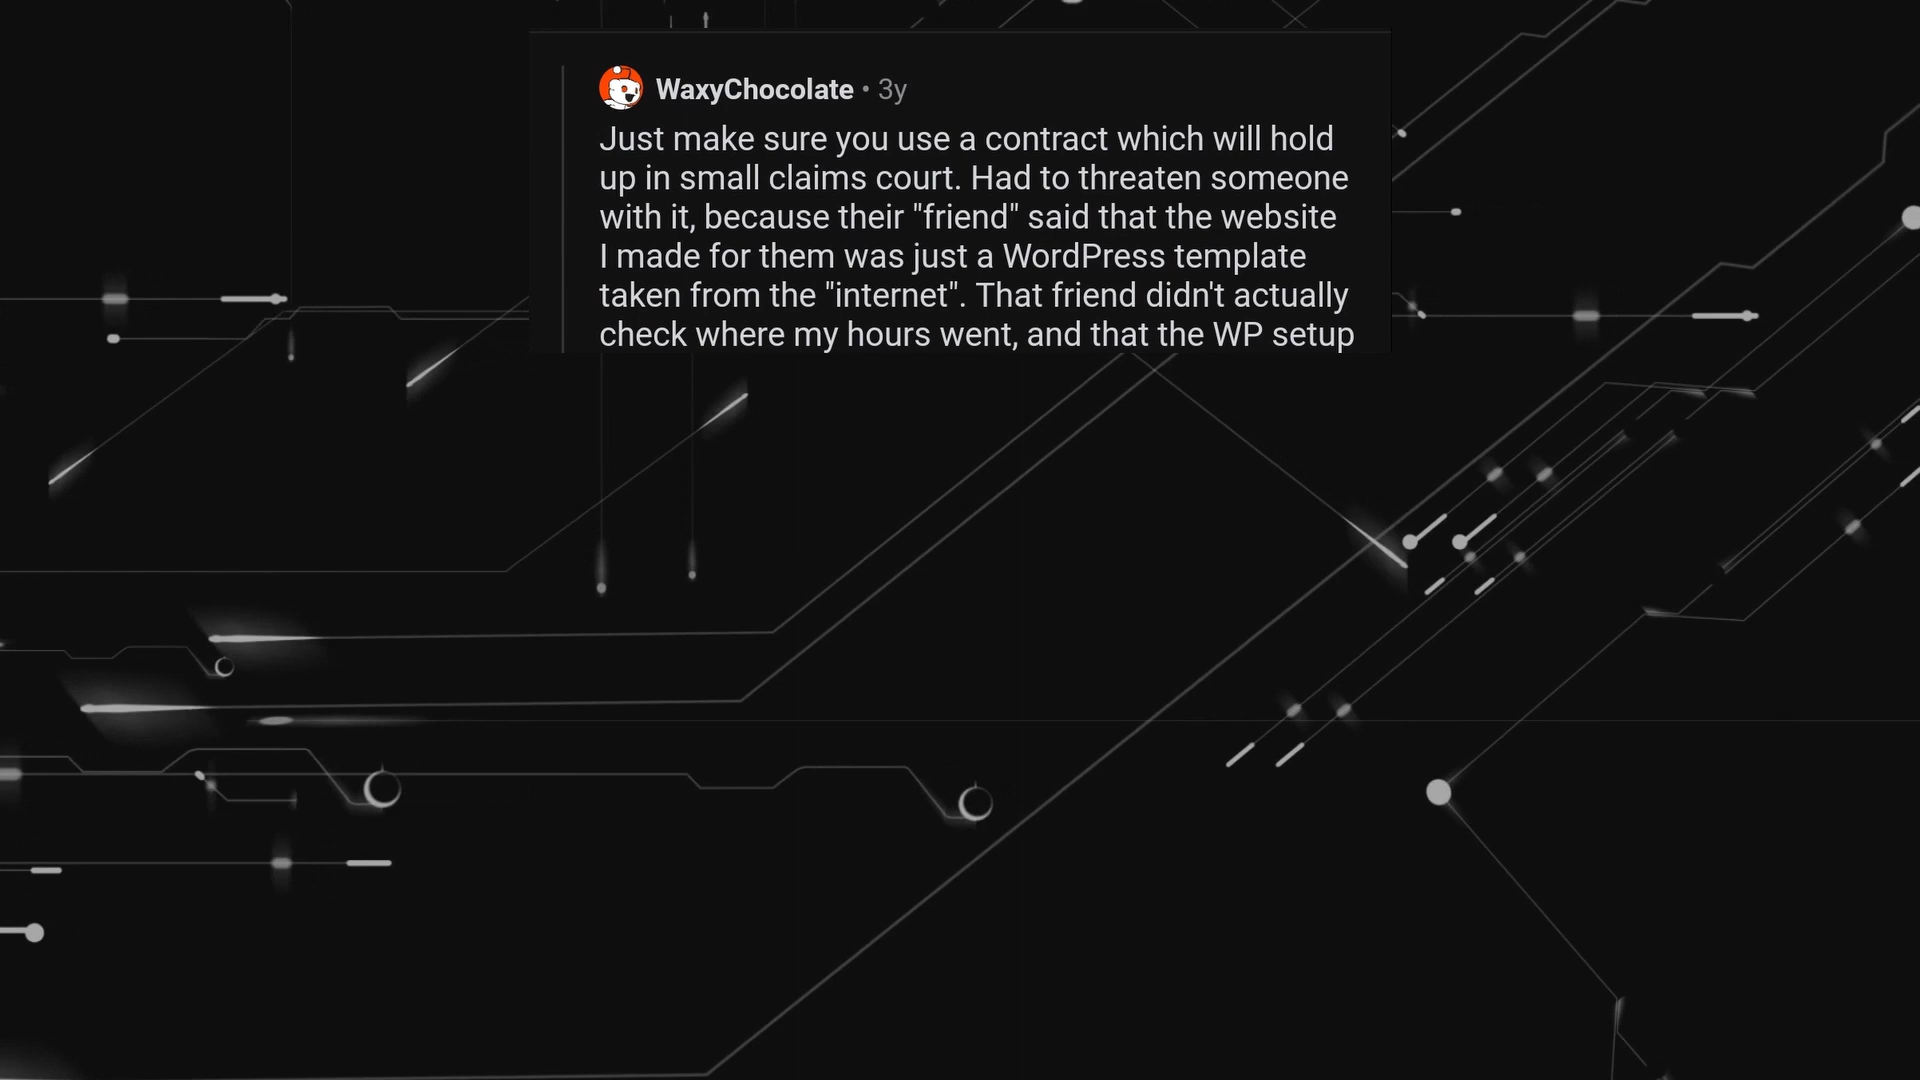 WaxyChocolate • 3y
Just make sure you use a contract which will hold
up in small claims court. Had to threaten someone
with it, because their "friend" said that the website
I made for them was just a WordPress template
taken from the "internet". That friend didn't actually
check where my hours went, and that the WP setup